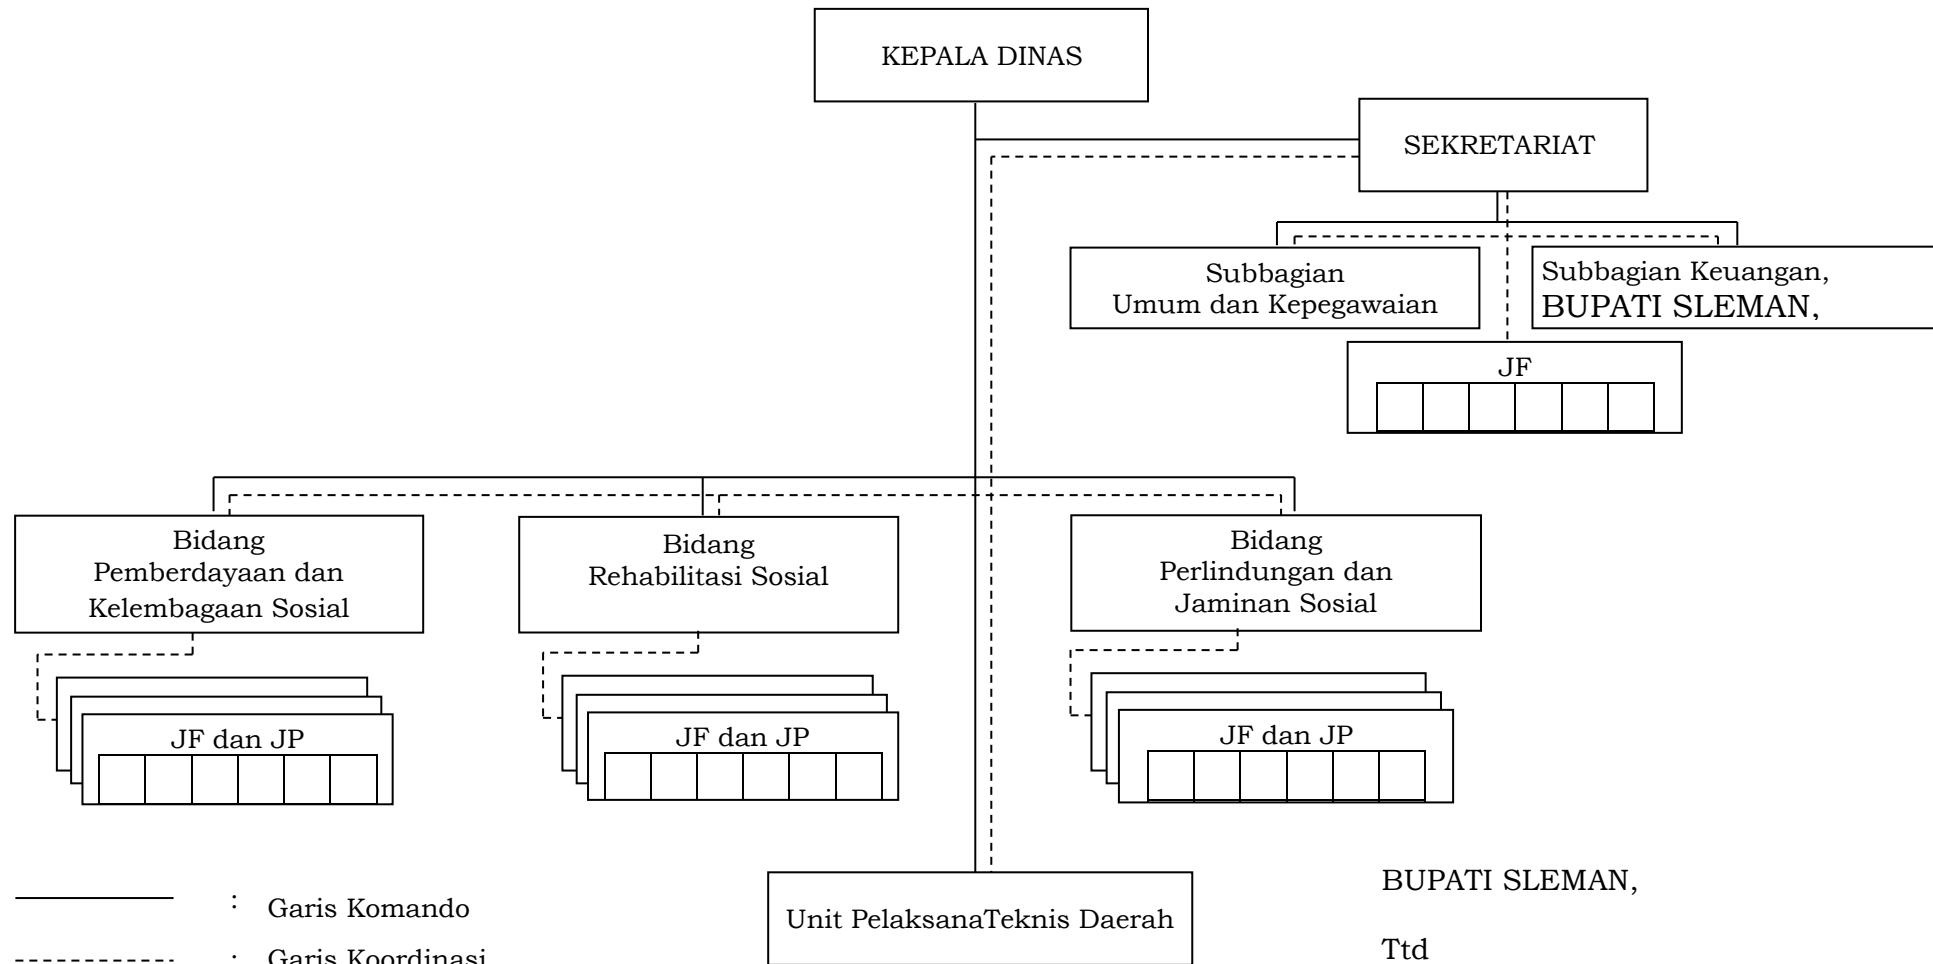 KEPALA DINAS
SEKRETARIAT
Subbagian
Umum dan Kepegawaian
Subbagian Keuangan,
BUPATI SLEMAN,
JF
Bidang
Pemberdayaan dan
Kelembagaan Sosial
Bidang
Rehabilitasi Sosial
Bidang
Perlindungan dan
Jaminan Sosial
JF dan JP
JF dan JP
JF dan JP
: Garis Komando
: Garis Koordinasi
Unit PelaksanaTeknis Daerah
BUPATI SLEMAN,
Ttd